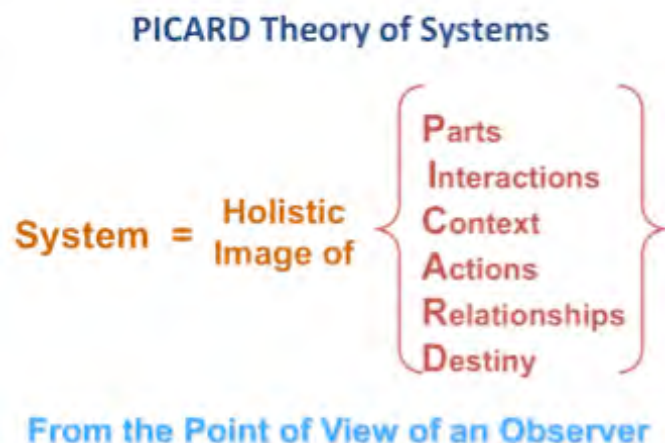 PICARD Theory of Systems
System = Holistic
Image of
Parts
Interactions
Context
Actions
Relationships
Destiny
From the Point of View of an Observer